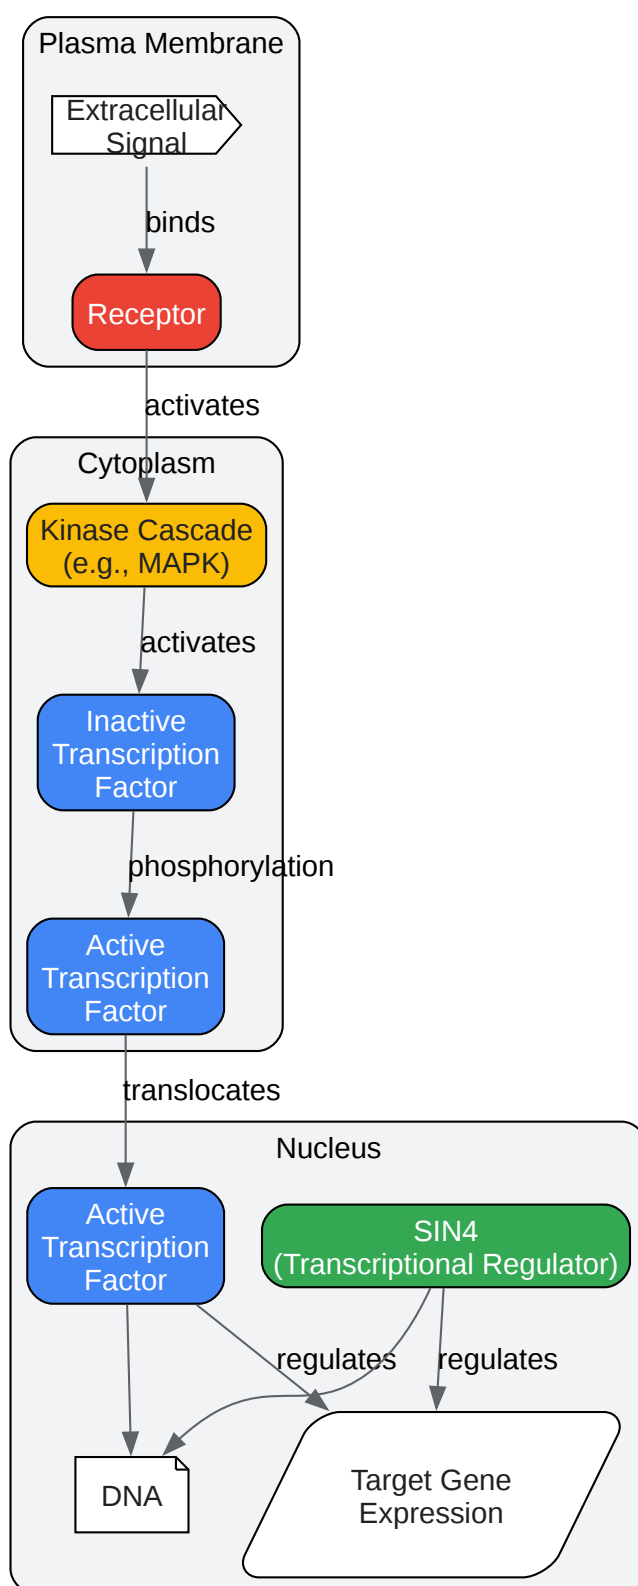 Plasma Membrane
Extracellular
Signal
binds
Receptor
activates
Cytoplasm
Kinase Cascade
(e.g., MAPK)
activates
Inactive
Transcription
Factor
phosphorylation
Active
Transcription
Factor
translocates
Nucleus
Active
Transcription
Factor
SIN4
(Transcriptional Regulator)
regulates
regulates
DNA
Target Gene
Expression